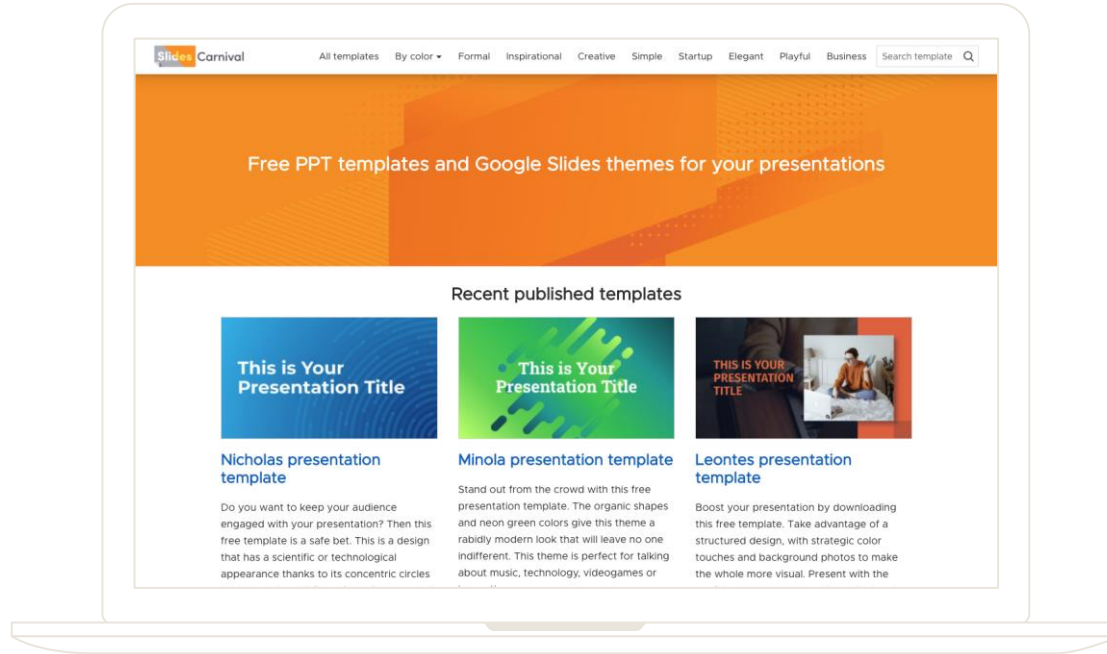 Slides Carnival
All templates By color Formal Inspirational Creative Simple Startup Elegant Playful Business Search template
Free PPT templates and Google Slides themes for your presentations
Recent published templates
This is Your
Presentation Title
Nicholas presentation
template
Do you want to keep your audience
engaged with your presentation? Then this
free template is a safe bet. This is a design
that has a scientific or technological
appearance thanks to its concentric circles
This is Your
Presentation Title
Minola presentation template
Stand out from the crowd with this free
presentation template. The organic shapes
and neon green colors give this theme a
rabidly modern look that will leave no one
indifferent. This theme is perfect for talking
about music, technology, videogames or
THIS IS YOUR
PRESENTATION
TITLE
Leontes presentation
template
Boost your presentation by downloading
this free template. Take advantage of a
structured design, with strategic color
touches and background photos to make
the whole more visual. Present with the